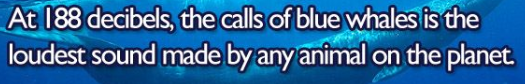 At 188 decibels, the calls of blue whales is the
loudest sound made by any animal on the planet.